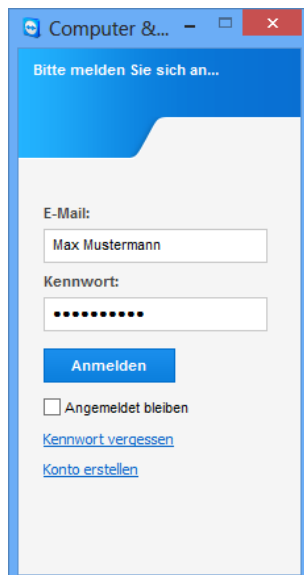 Computer &...
Bitte melden Sie sich an...
E-Mail:
Max Mustermann
Kennwort:
••••••••••
Anmelden
Angemeldet bleiben
Kennwort vergessen
Konto erstellen